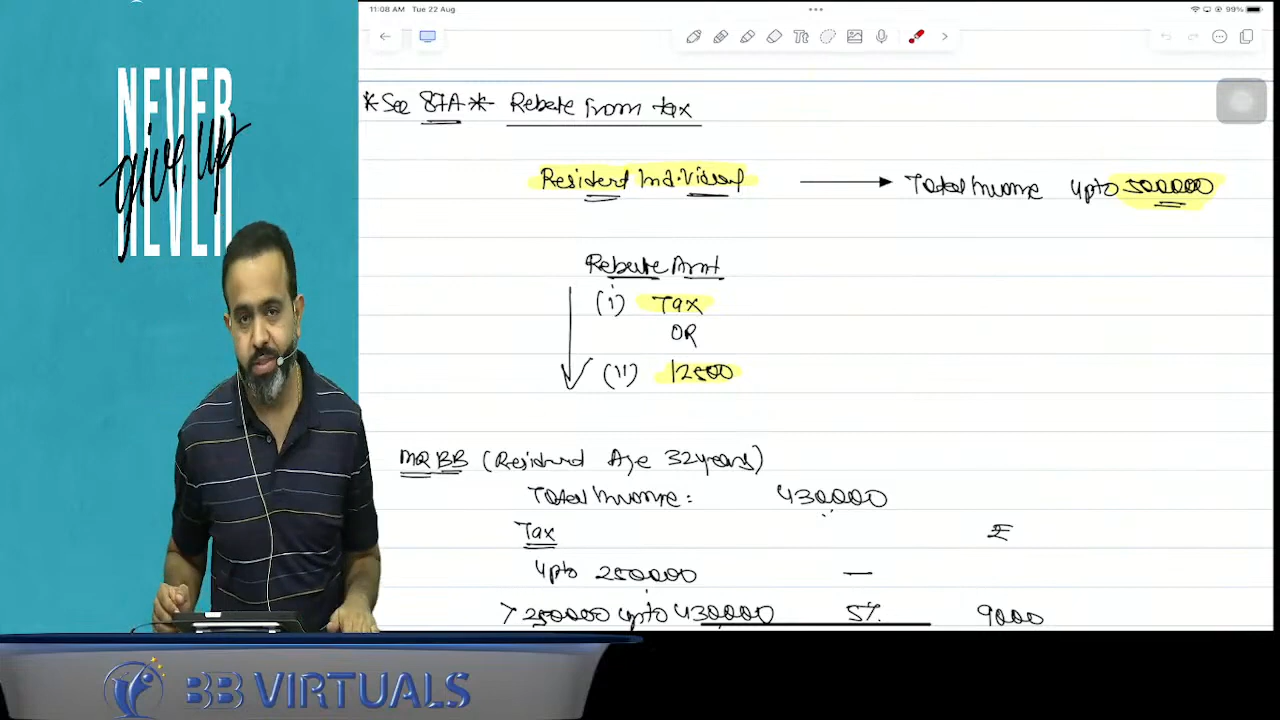 11:08 AM Tue 22 Aug
99%
NEVER
give up
NEVER
*Sec 87A* Rebate from tax
Resident Individual → Total Income upto 500000
Rebate Amt
(i) Tax
OR
(ii) 12500
MR BB (Resident Age 32 years)
Total Income: 430000
Tax ₹
Upto 250000 —
> 250000 upto 430000 5% 9000
BB VIRTUALS